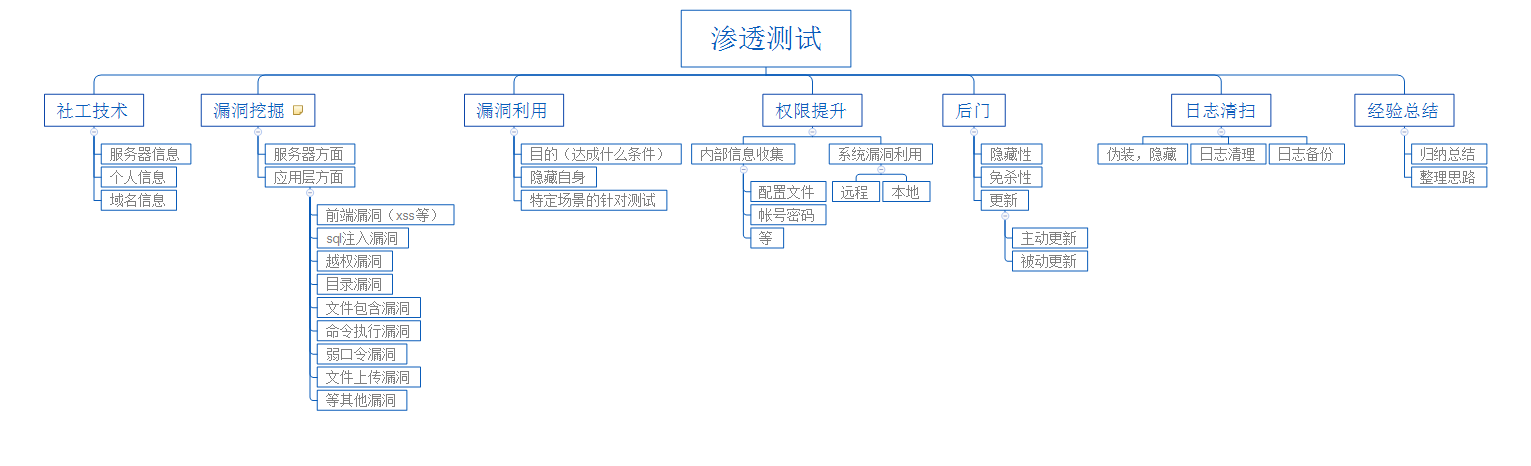 渗透测试
社工技术
服务器信息
个人信息
域名信息
漏洞挖掘
服务器方面
应用层方面
前端漏洞（xss等）
sql注入漏洞
越权漏洞
目录漏洞
文件包含漏洞
命令执行漏洞
弱口令漏洞
文件上传漏洞
等其他漏洞
漏洞利用
目的（达成什么条件）
隐藏自身
特定场景的针对测试
权限提升
内部信息收集
配置文件
帐号密码
等
系统漏洞利用
远程
本地
后门
隐藏性
免杀性
更新
主动更新
被动更新
日志清扫
伪装，隐藏
日志清理
日志备份
经验总结
归纳总结
整理思路